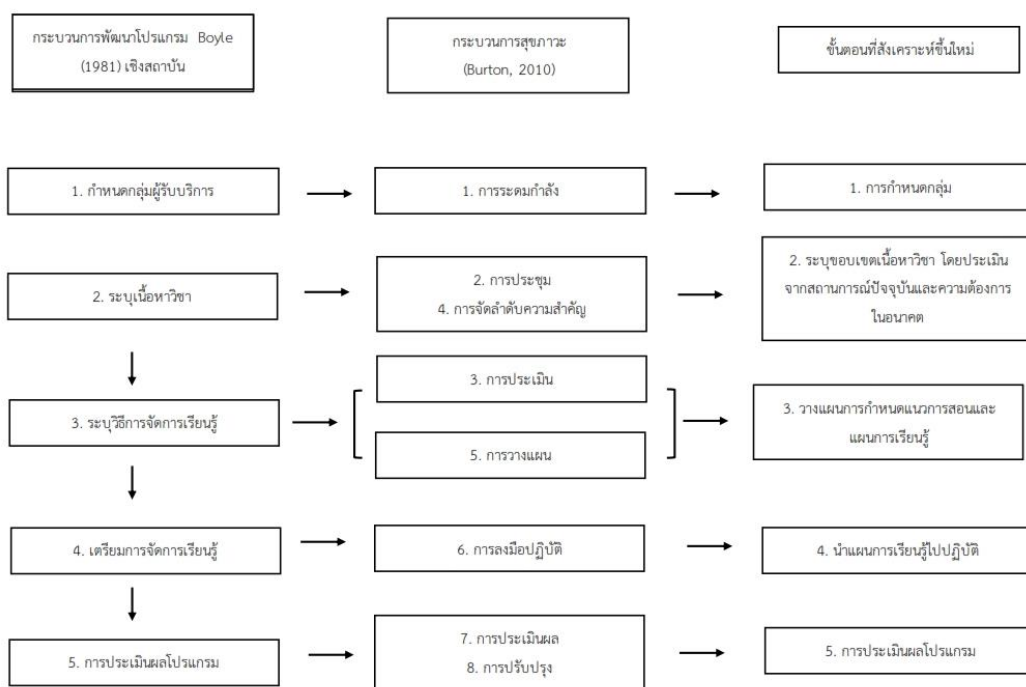 กระบวนการพัฒนาโปรแกรม Boyle
(1981) เชิงสถาบัน
กระบวนการสุขภาวะ
(Burton, 2010)
ขั้นตอนที่สังเคราะห์ขึ้นใหม่
1. กำหนดกลุ่มผู้รับบริการ
1. การระดมกำลัง
1. การกำหนดกลุ่ม
2. ระบุเนื้อหาวิชา
2. การประชุม
4. การจัดลำดับความสำคัญ
2. ระบุขอบเขตเนื้อหาวิชา โดยประเมิน
จากสถานการณ์ปัจจุบันและความต้องการ
ในอนาคต
3. ระบุวิธีการจัดการเรียนรู้
3. การประเมิน
5. การวางแผน
3. วางแผนการกำหนดแนวการสอนและ
แผนการเรียนรู้
4. เตรียมการจัดการเรียนรู้
6. การลงมือปฏิบัติ
4. นำแผนการเรียนรู้ไปปฏิบัติ
5. การประเมินผลโปรแกรม
7. การประเมินผล
8. การปรับปรุง
5. การประเมินผลโปรแกรม